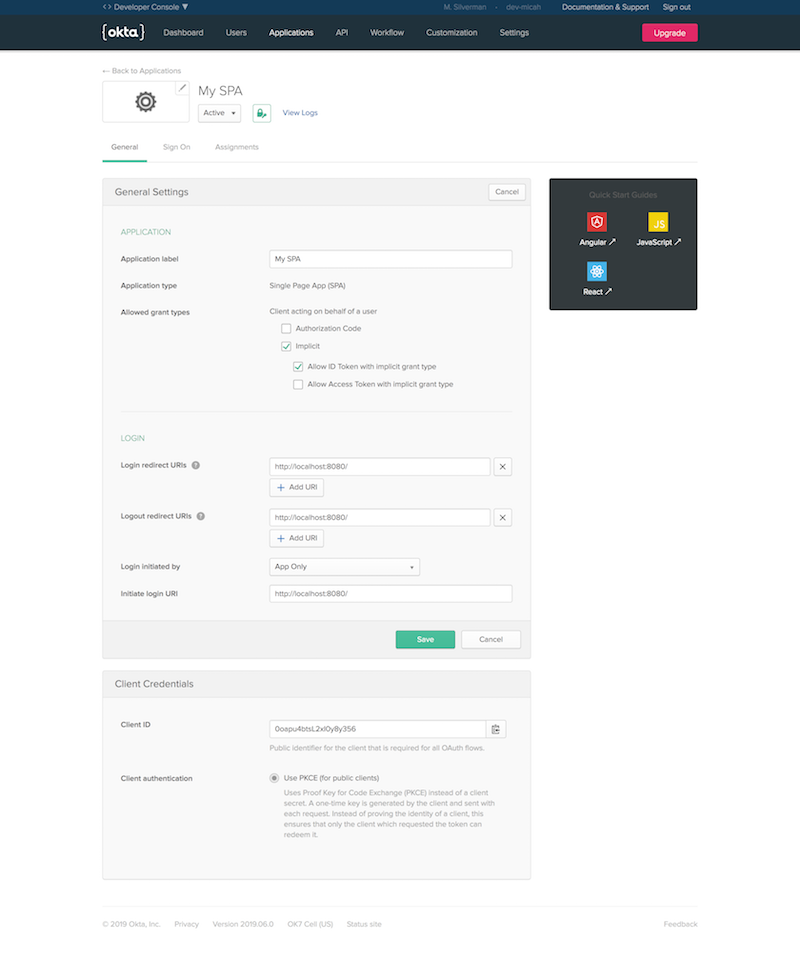 <> Developer Console ▼ M. Silverman · dev-micah Documentation & Support Sign out
{okta} Dashboard Users Applications API Workflow Customization Settings Upgrade
← Back to Applications
My SPA
Active ▾ View Logs
General Sign On Assignments
General Settings Cancel
Quick Start Guides
Angular ↗ JavaScript ↗
JS
React ↗
APPLICATION
Application label My SPA
Application type Single Page App (SPA)
Allowed grant types Client acting on behalf of a user
Authorization Code
Implicit
Allow ID Token with implicit grant type
Allow Access Token with implicit grant type
LOGIN
Login redirect URIs ? http://localhost:8080/ ✕
+ Add URI
Logout redirect URIs ? http://localhost:8080/ ✕
+ Add URI
Login initiated by App Only
Initiate login URI http://localhost:8080/
Save Cancel
Client Credentials
Client ID 0oapu4btsL2xI0y8y356
Public identifier for the client that is required for all OAuth flows.
Client authentication Use PKCE (for public clients)
Uses Proof Key for Code Exchange (PKCE) instead of a client
secret. A one-time key is generated by the client and sent with
each request. Instead of proving the identity of a client, this
ensures that only the client which requested the token can
redeem it.
© 2019 Okta, Inc. Privacy Version 2019.06.0 OK7 Cell (US) Status site Feedback